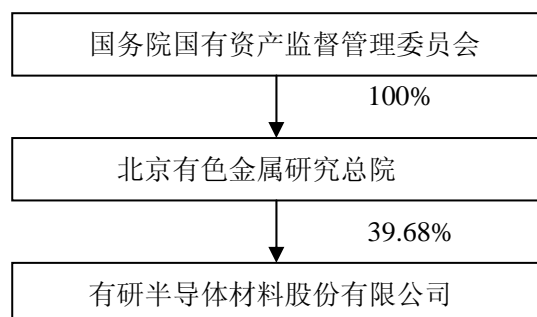 国务院国有资产监督管理委员会
100%
北京有色金属研究总院
39.68%
有研半导体材料股份有限公司